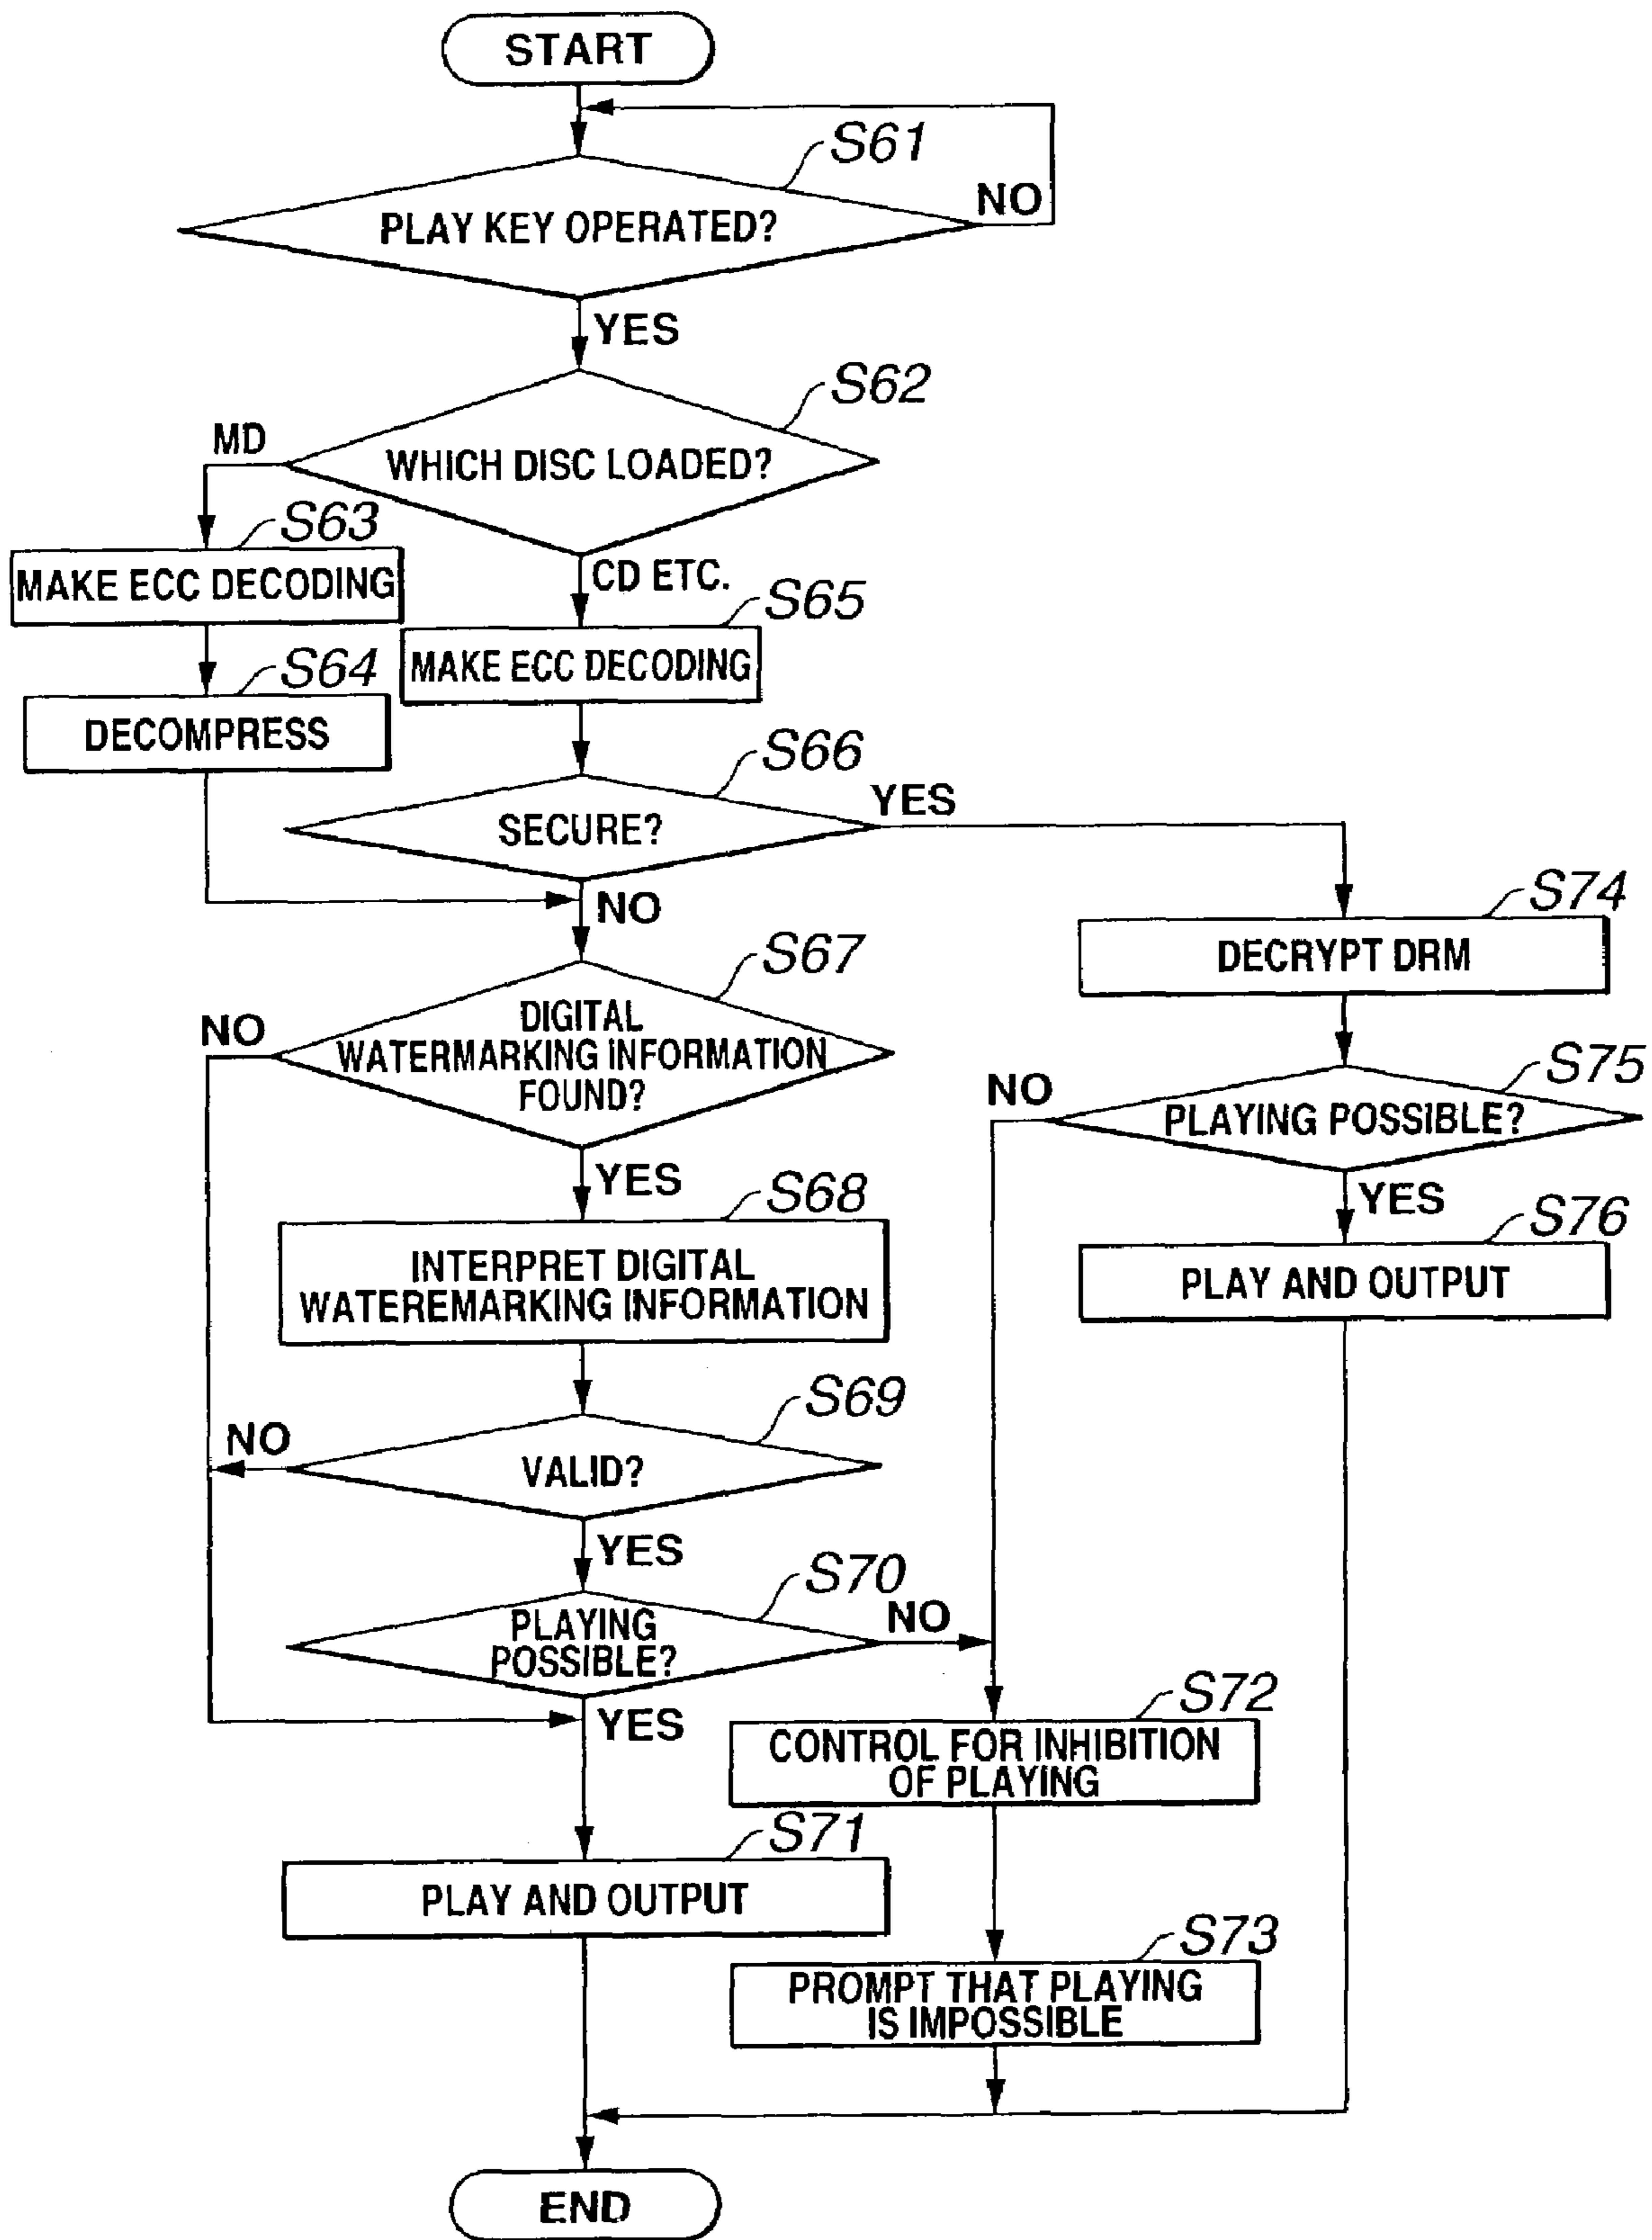 START
S61
NO
PLAY KEY OPERATED?
YES
S62
MD
WHICH DISC LOADED?
S63
MAKE ECC DECODING
CD ETC.
S65
S64
MAKE ECC DECODING
DECOMPRESS
S66
YES
SECURE?
NO
S74
DECRYPT DRM
S67
NO
DIGITAL
WATERMARKING INFORMATION
FOUND?
S75
NO
PLAYING POSSIBLE?
YES
S68
YES
S76
INTERPRET DIGITAL
WATEREMARKING INFORMATION
PLAY AND OUTPUT
S69
NO
VALID?
YES
S70
NO
PLAYING
POSSIBLE?
YES
S72
CONTROL FOR INHIBITION
OF PLAYING
S71
PLAY AND OUTPUT
S73
PROMPT THAT PLAYING
IS IMPOSSIBLE
END